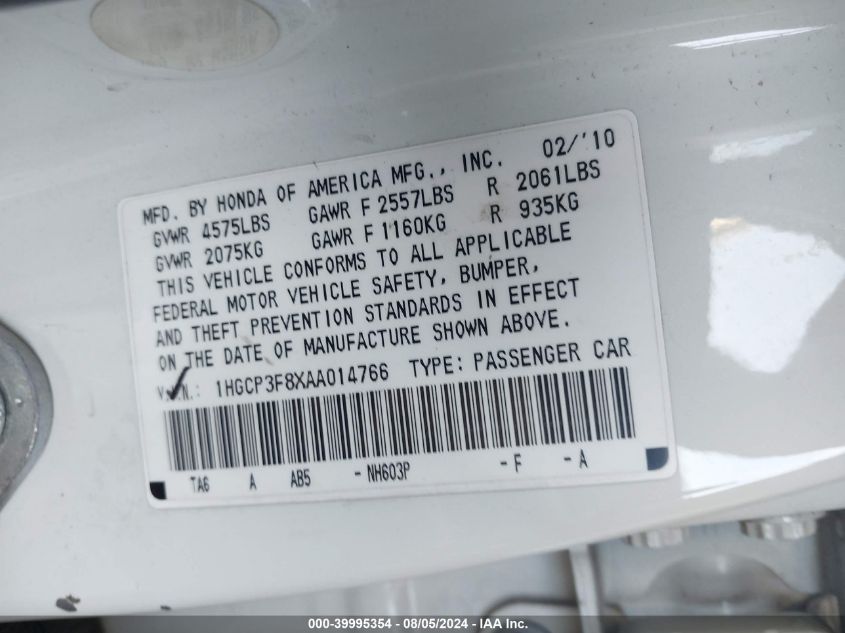 MFD. BY HONDA OF AMERICA MFG., INC. 02/'10
GVWR 4575LBS GAWR F 2557LBS R 2061LBS
GVWR 2075KG GAWR F 1160KG R 935KG
THIS VEHICLE CONFORMS TO ALL APPLICABLE
FEDERAL MOTOR VEHICLE SAFETY, BUMPER,
AND THEFT PREVENTION STANDARDS IN EFFECT
ON THE DATE OF MANUFACTURE SHOWN ABOVE.
V.I.N.: 1HGCP3F8XAA014766 TYPE: PASSENGER CAR
TA6 A AB5 - NH603P - F - A
000-39995354 - 08/05/2024 - IAA Inc.